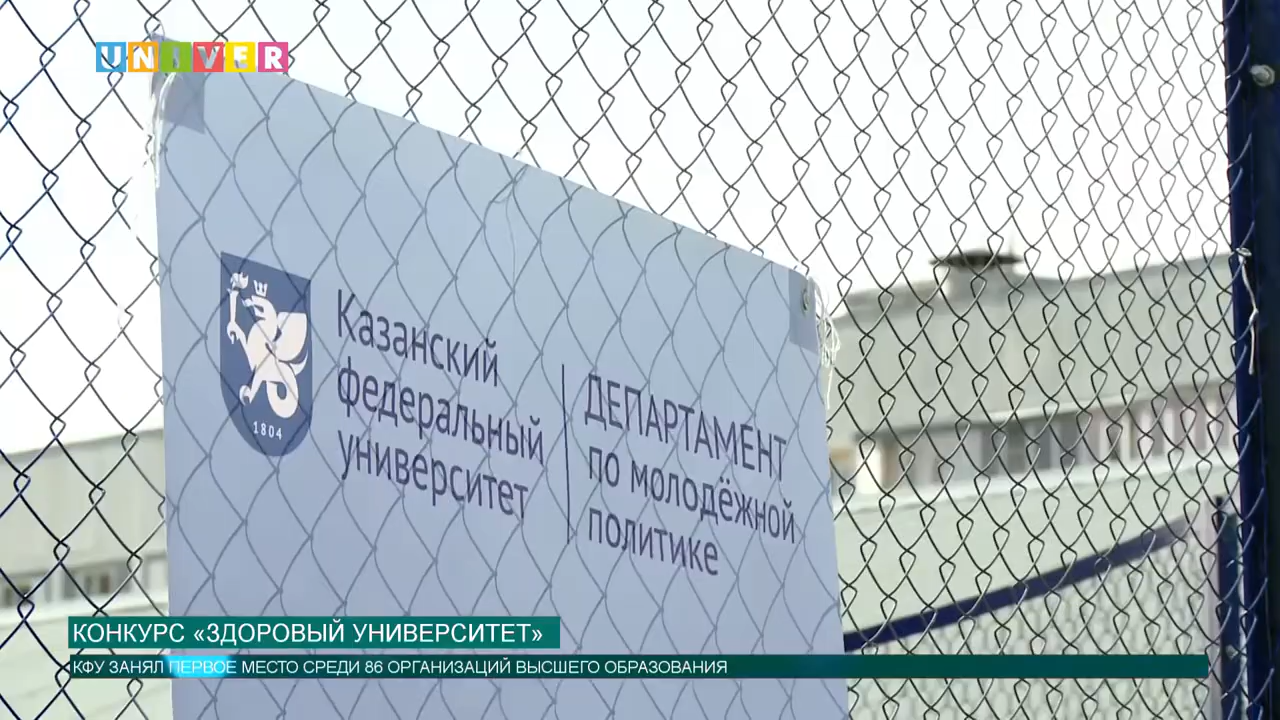 UNIVER
1804
Казанский
федеральный
университет
ДЕПАРТАМЕНТ
по молодёжной
политике
КОНКУРС «ЗДОРОВЫЙ УНИВЕРСИТЕТ»
КФУ ЗАНЯЛ ПЕРВОЕ МЕСТО СРЕДИ 86 ОРГАНИЗАЦИЙ ВЫСШЕГО ОБРАЗОВАНИЯ